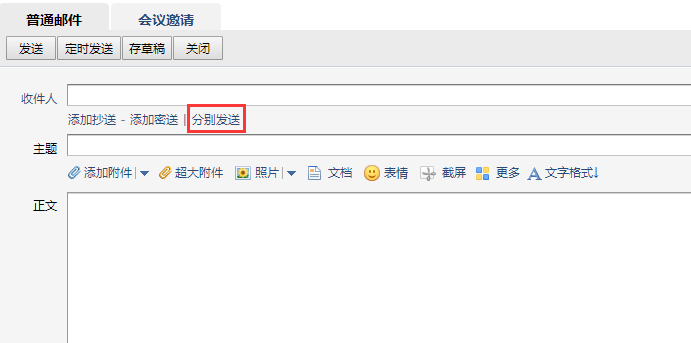 普通邮件 会议邀请
发送 定时发送 存草稿 关闭
收件人
添加抄送 - 添加密送 | 分别发送
主题
添加附件 | 超大附件 照片 | 文档 表情 截屏 更多 文字格式↓
正文